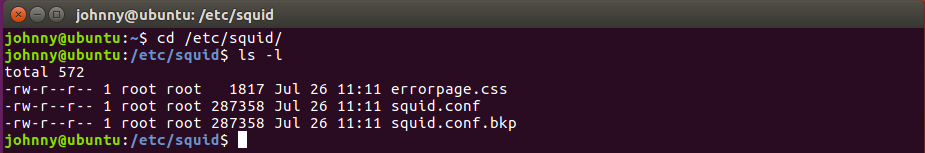 johnny@ubuntu: /etc/squid
johnny@ubuntu:~$ cd /etc/squid/
johnny@ubuntu:/etc/squid$ ls -l
total 572
-rw-r--r-- 1 root root   1817 Jul 26 11:11 errorpage.css
-rw-r--r-- 1 root root 287358 Jul 26 11:11 squid.conf
-rw-r--r-- 1 root root 287358 Jul 26 11:11 squid.conf.bkp
johnny@ubuntu:/etc/squid$